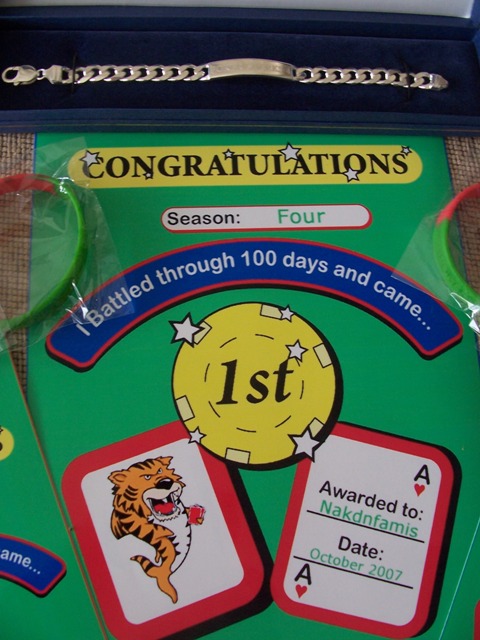 CONGRATULATIONS
Season: Four
I Battled through 100 days and came...
1st
A
Awarded to:
Nakdnfamis
Date:
October 2007
A
ame...